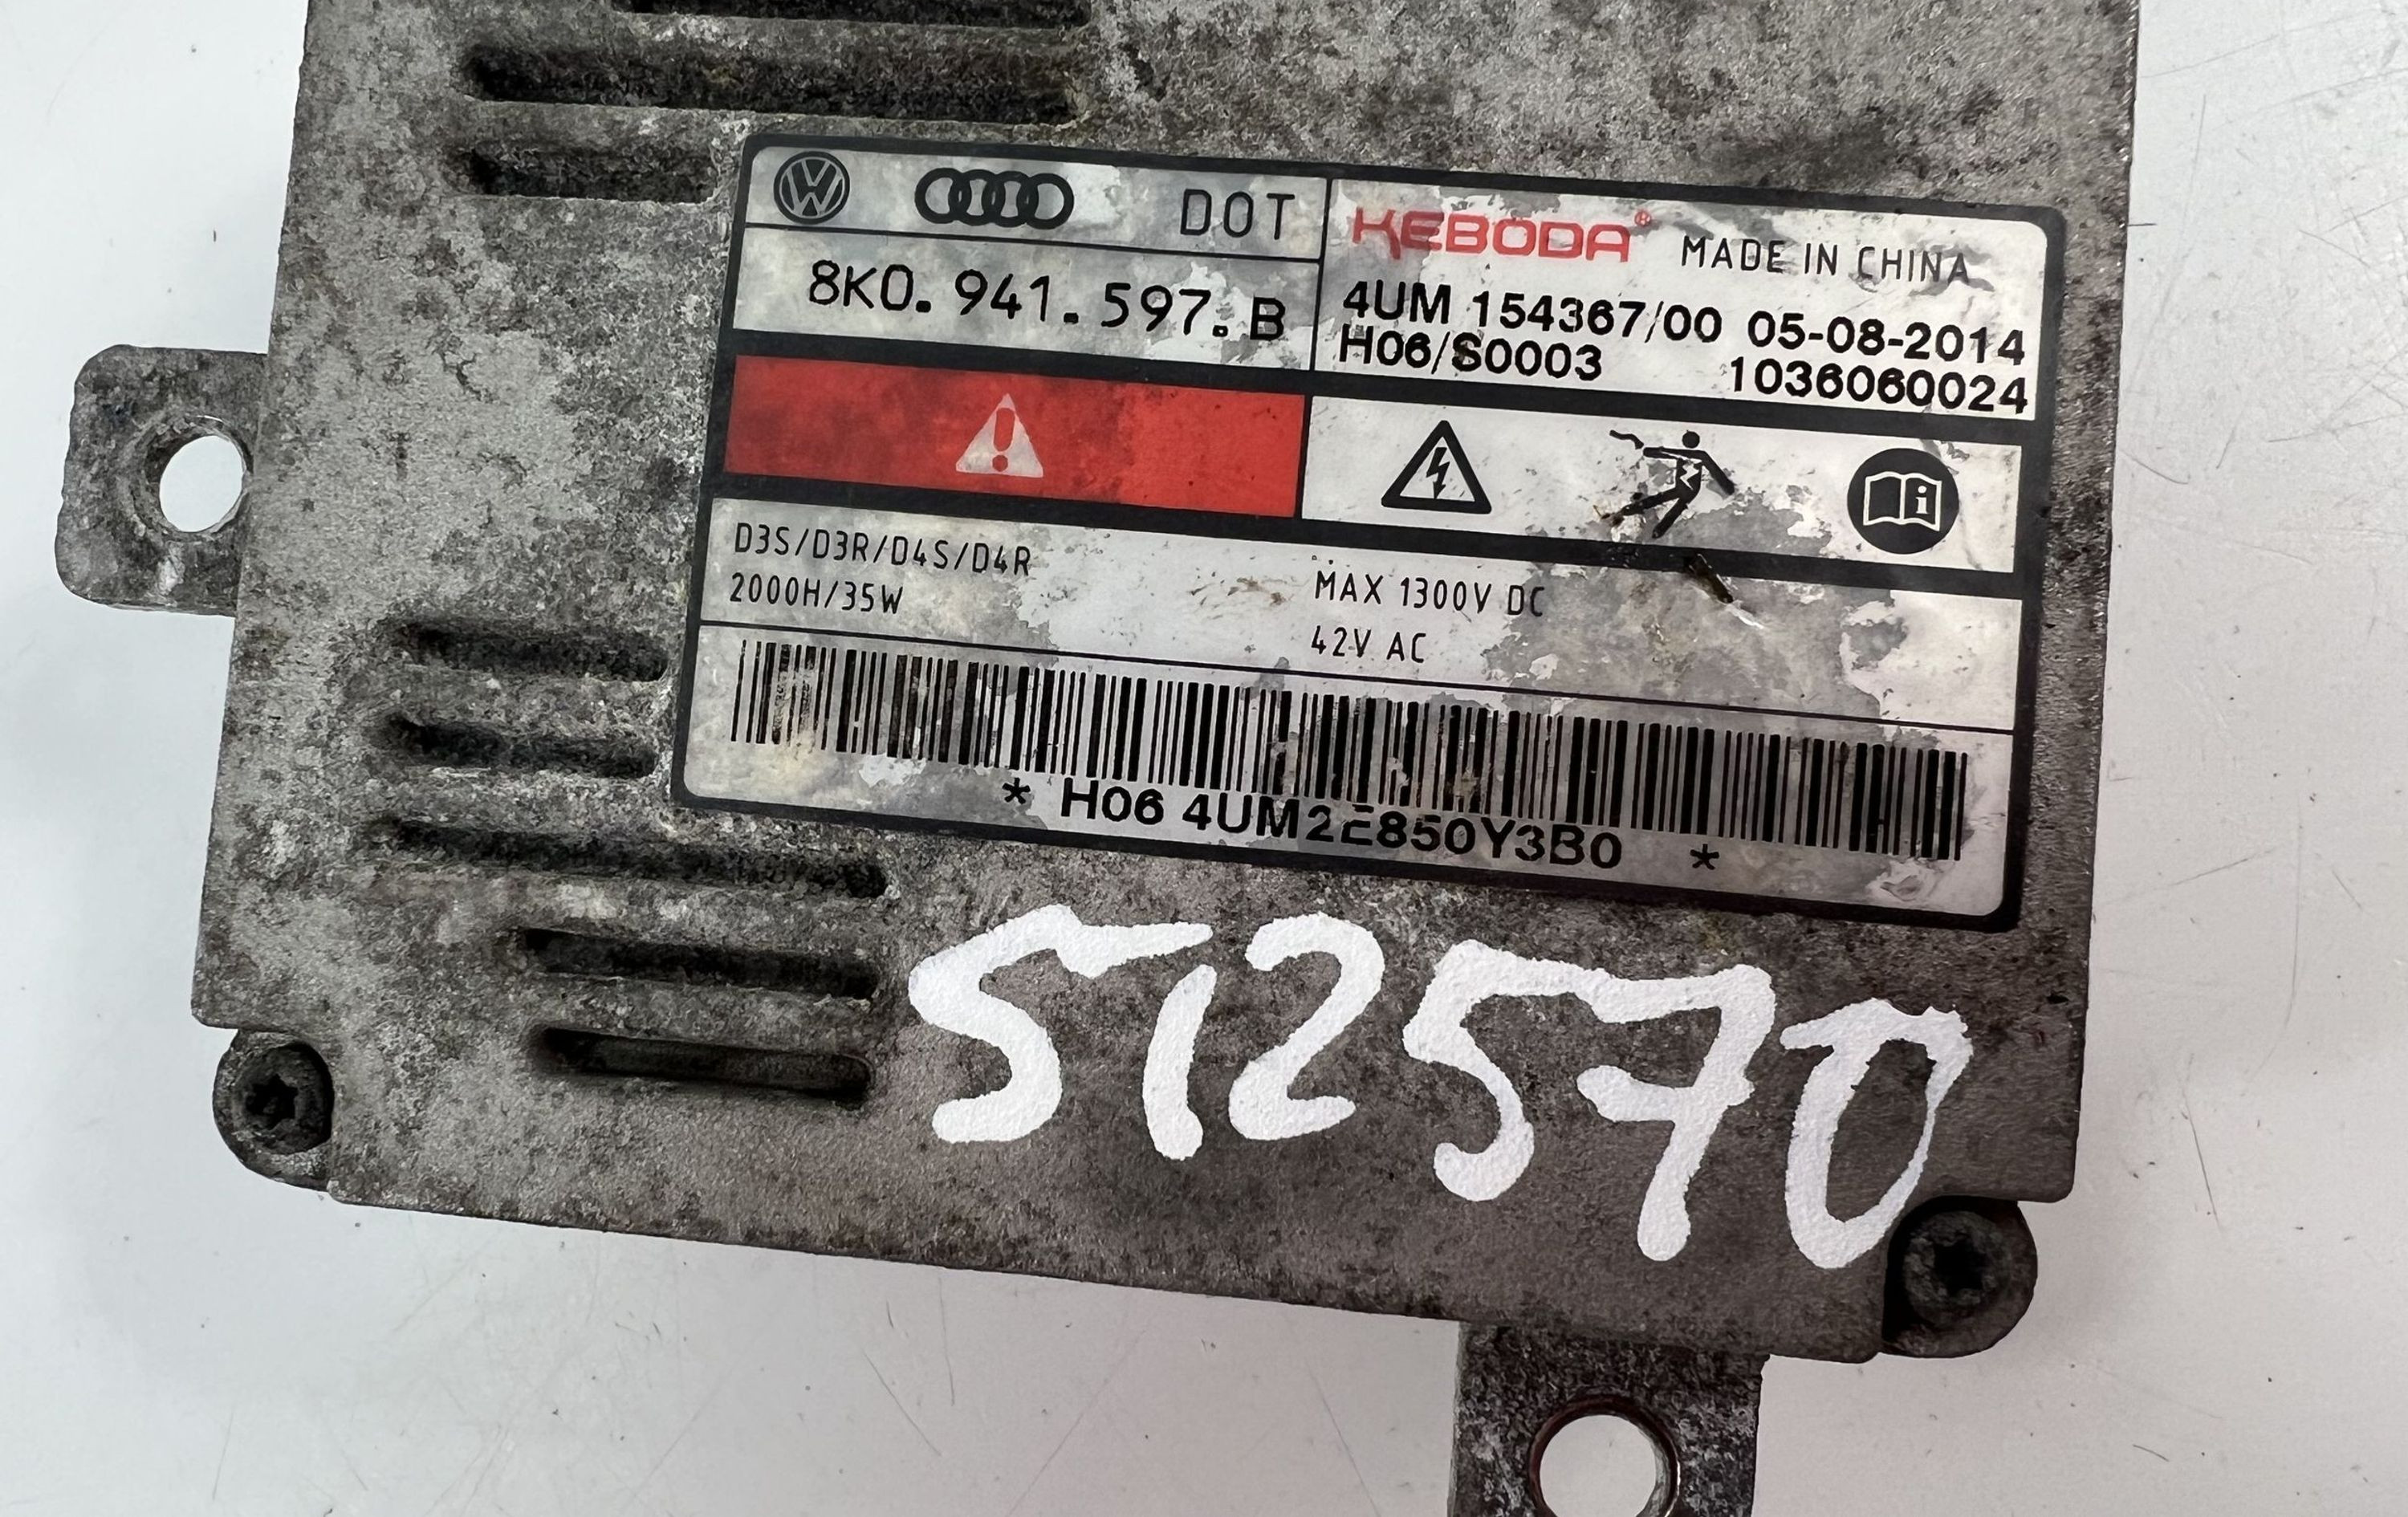 DOT
8K0.941.597.B
KEBODA® MADE IN CHINA
4UM 154367/00 05-08-2014
H06/S0003 1036060024
D3S/D3R/D4S/D4R
2000H/35W
MAX 1300V DC
42V AC
* H06 4UM2E850Y3B0 *
512570